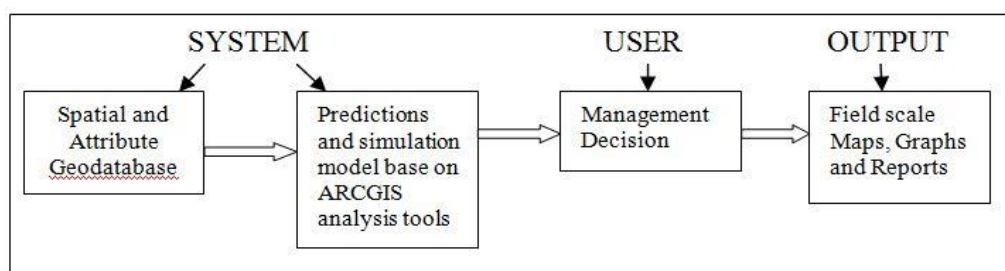 SYSTEM
USER
OUTPUT
Spatial and
Attribute
Geodatabase
Predictions
and simulation
model base on
ARCGIS
analysis tools
Management
Decision
Field scale
Maps, Graphs
and Reports